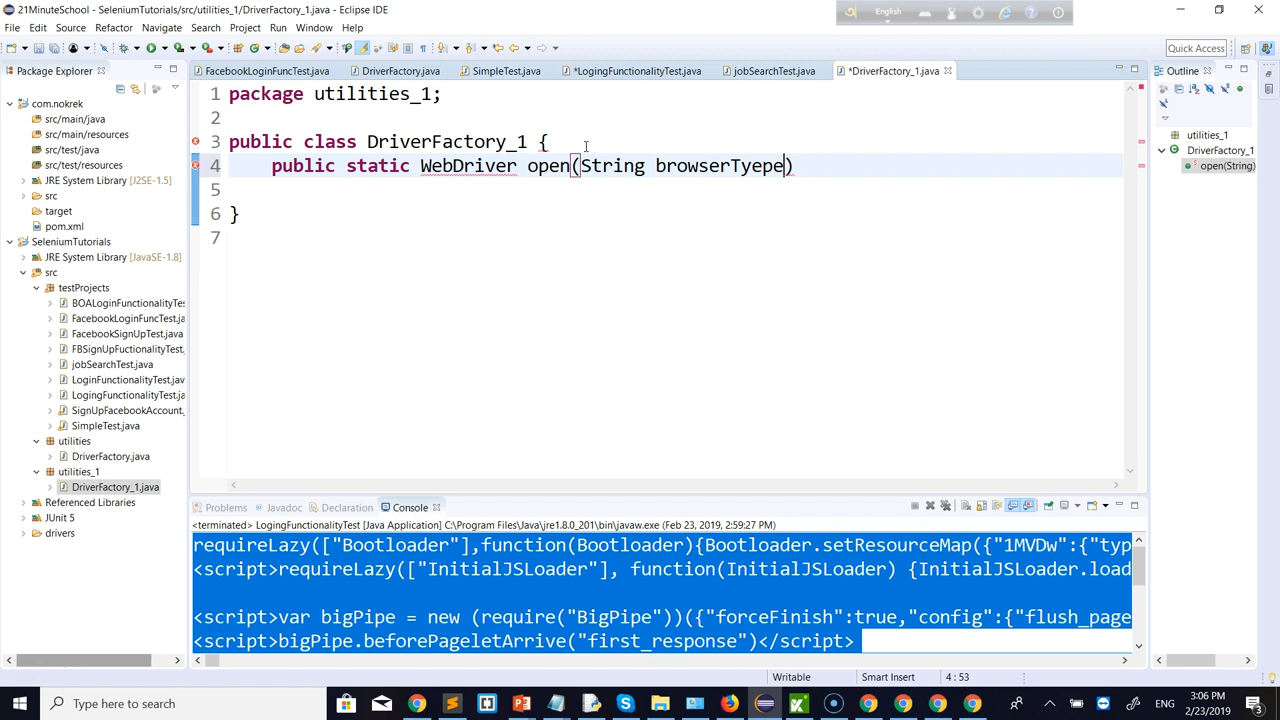 21MinuteSchool - SeleniumTutorials/src/utilities_1/DriverFactory_1.java - Eclipse IDE
English
File Edit Source Refactor Navigate Search Project Run Window Help
Quick Access
Package Explorer
FacebookLoginFuncTest.java
DriverFactory.java
SimpleTest.java
*LogingFunctionalityTest.java
jobSearchTest.java
*DriverFactory_1.java
Outline
com.nokrek
src/main/java
src/main/resources
src/test/java
src/test/resources
JRE System Library [J2SE-1.5]
src
target
pom.xml
SeleniumTutorials
JRE System Library [JavaSE-1.8]
src
testProjects
BOALoginFunctionalityTes
FacebookLoginFuncTest.ja
FacebookSignUpTest.java
FBSignUpFuctionalityTest.
jobSearchTest.java
LoginFunctionalityTest.jav
LogingFunctionalityTest.ja
SignUpFacebookAccount.
SimpleTest.java
utilities
DriverFactory.java
utilities_1
DriverFactory_1.java
Referenced Libraries
JUnit 5
drivers
1 package utilities_1;
2
3 public class DriverFactory_1 {
4 public static WebDriver open(String browserTyepe)
5
6 }
7
utilities_1
DriverFactory_1
open(String)
Problems
Javadoc
Declaration
Console
<terminated> LogingFunctionalityTest [Java Application] C:\Program Files\Java\jre1.8.0_201\bin\javaw.exe (Feb 23, 2019, 2:59:27 PM)
requireLazy(["Bootloader"],function(Bootloader){Bootloader.setResourceMap({"1MVDw":{"typ
<script>requireLazy(["InitialJSLoader"], function(InitialJSLoader) {InitialJSLoader.load
<script>var bigPipe = new (require("BigPipe"))({"forceFinish":true,"config":{"flush_page
<script>bigPipe.beforePageletArrive("first_response")</script>
Writable
Smart Insert
4 : 53
Type here to search
3:06 PM
2/23/2019